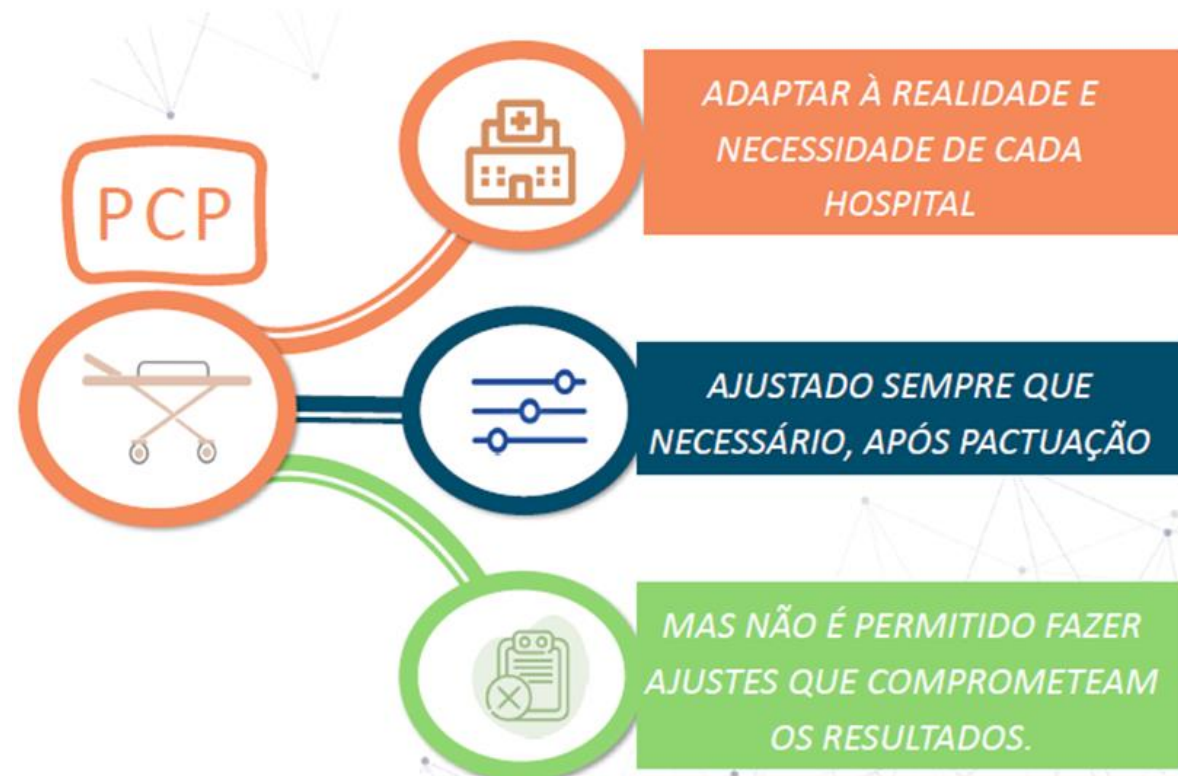 PCP
ADAPTAR À REALIDADE E
NECESSIDADE DE CADA
HOSPITAL
AJUSTADO SEMPRE QUE
NECESSÁRIO, APÓS PACTUAÇÃO
MAS NÃO É PERMITIDO FAZER
AJUSTES QUE COMPROMETEAM
OS RESULTADOS.